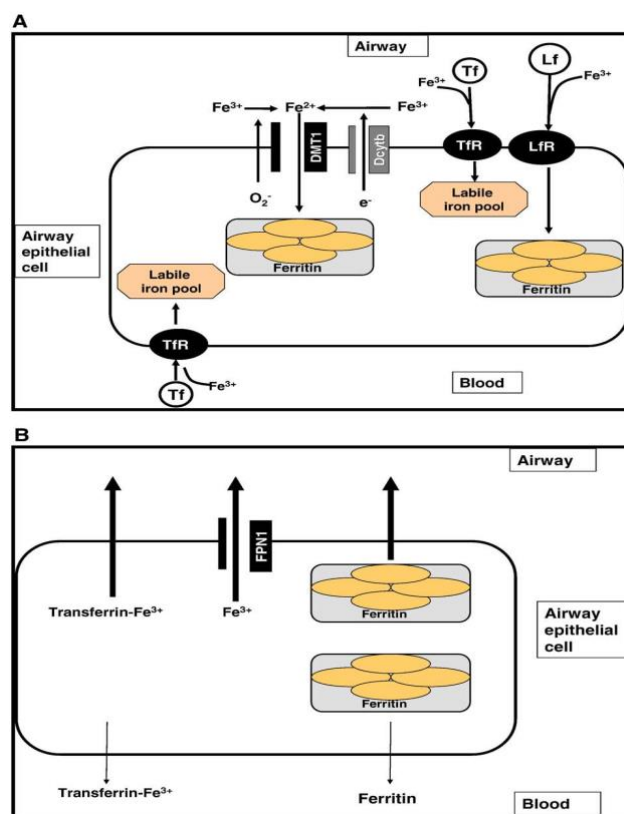 A
Airway
Tf
Lf
Fe³⁺
Fe³⁺
Fe³⁺
Fe²⁺
Fe³⁺
DMT1
Dcytb
TfR
LfR
O₂⁻
e⁻
Labile
iron pool
Airway
epithelial
cell
Ferritin
Labile
iron pool
Ferritin
TfR
Tf
Fe³⁺
Blood
B
Airway
FPN1
Transferrin-Fe³⁺
Fe³⁺
Ferritin
Airway
epithelial
cell
Ferritin
Transferrin-Fe³⁺
Ferritin
Blood